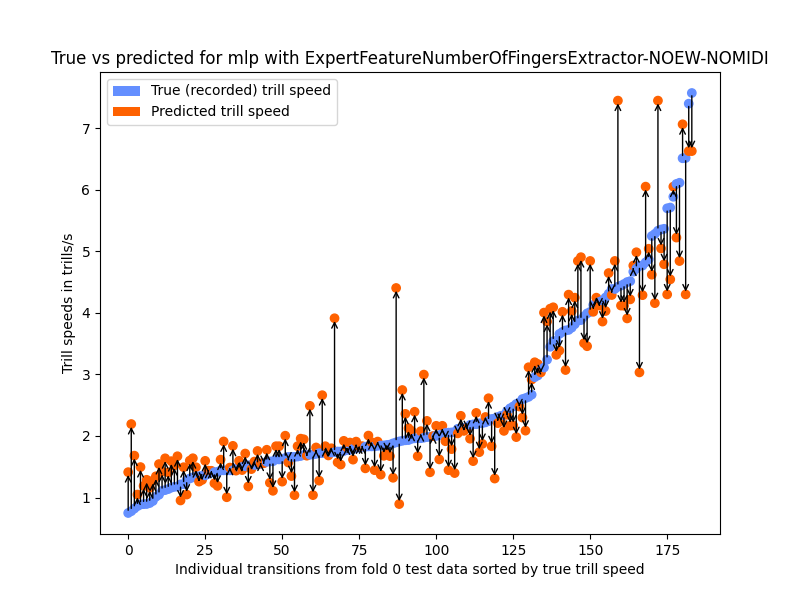 True vs predicted for mlp with ExpertFeatureNumberOfFingersExtractor-NOEW-NOMIDI
True (recorded) trill speed
Predicted trill speed
Trill speeds in trills/s
7
6
5
4
3
2
1
0 25 50 75 100 125 150 175
Individual transitions from fold 0 test data sorted by true trill speed